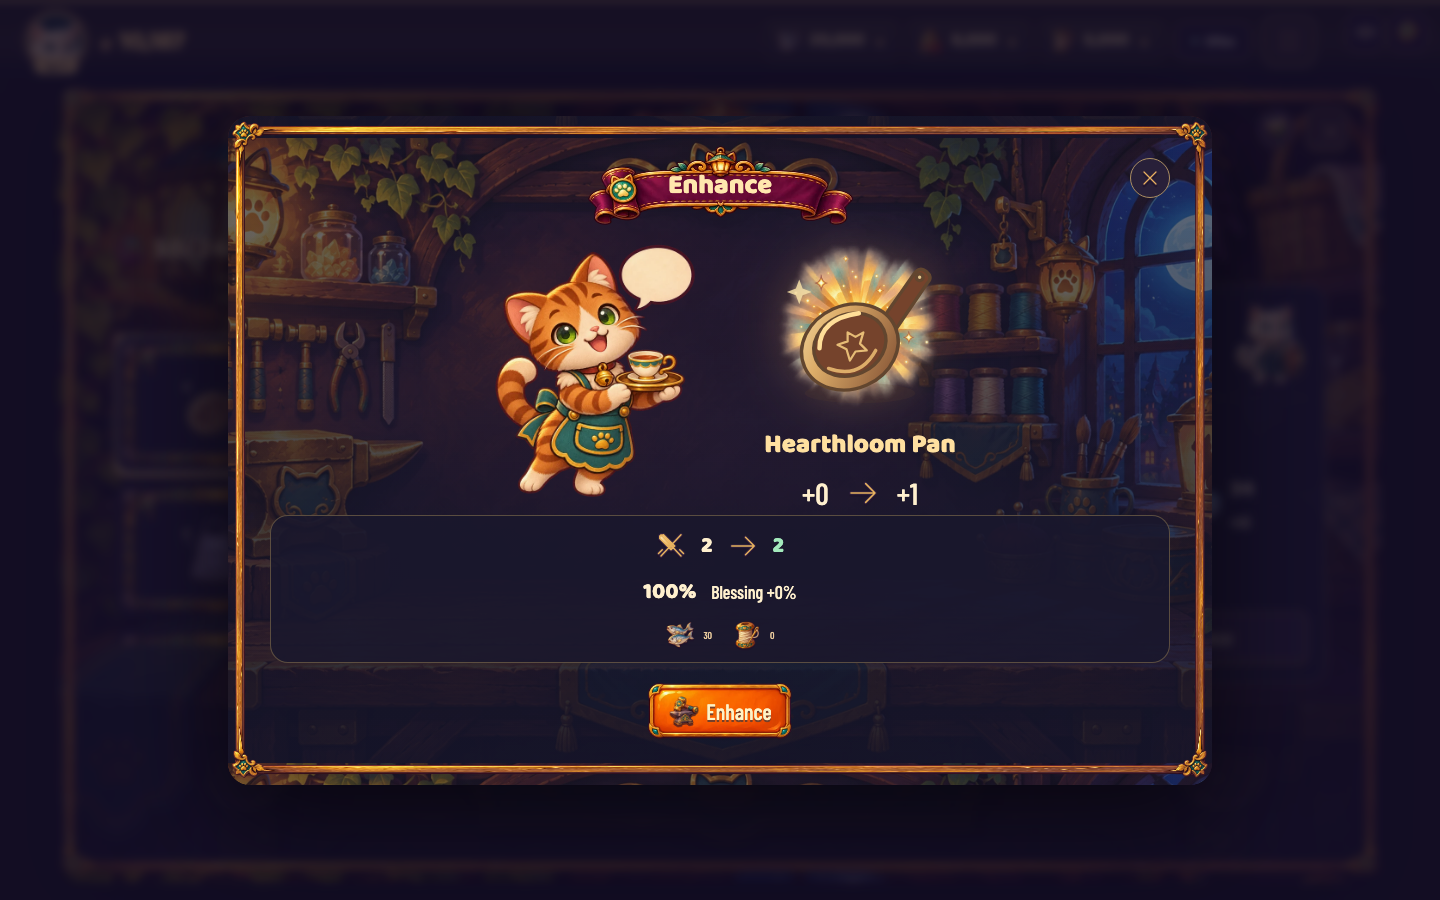 Enhance
Hearthloom Pan
+0 → +1
2 → 2
100% Blessing +0%
30 0
Enhance